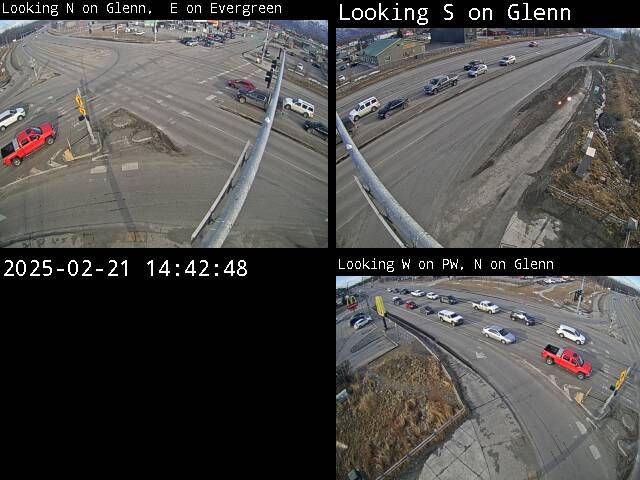 Looking N on Glenn,  E on Evergreen
Looking S on Glenn
2025-02-21 14:42:48
Looking W on PW, N on Glenn